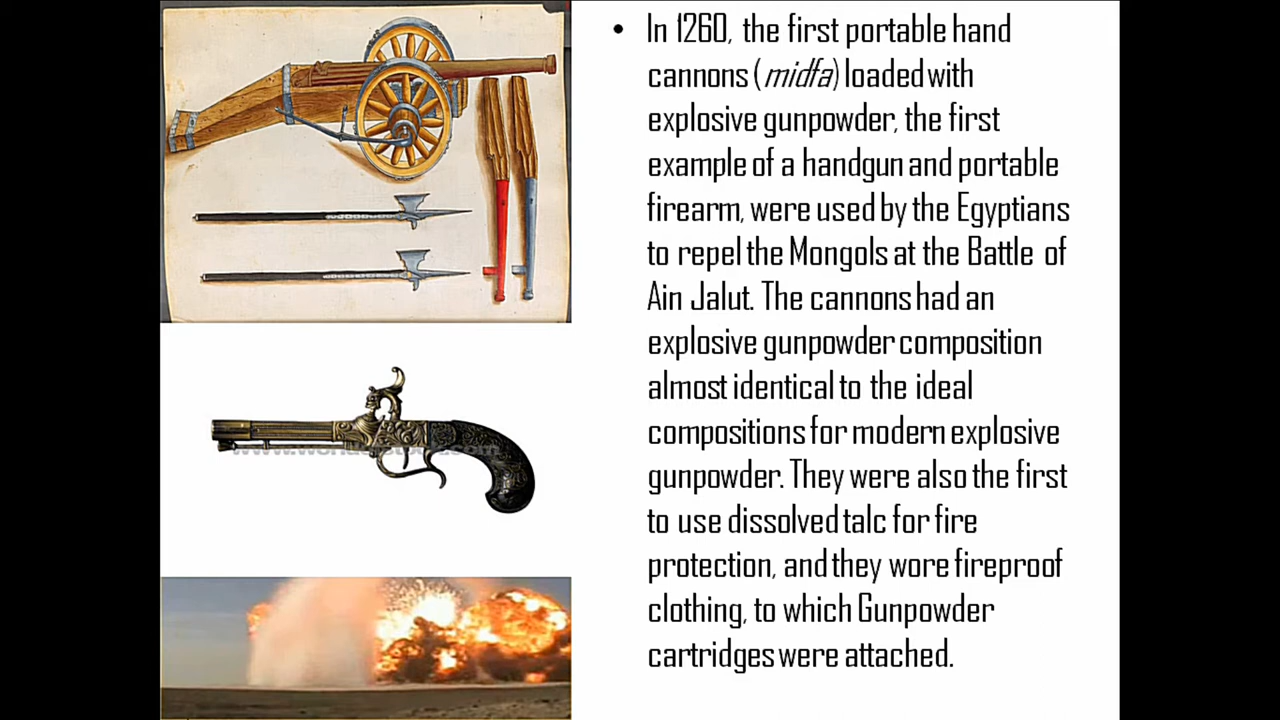 • In 1260, the first portable hand
cannons (midfa) loaded with
explosive gunpowder, the first
example of a handgun and portable
firearm, were used by the Egyptians
to repel the Mongols at the Battle of
Ain Jalut. The cannons had an
explosive gunpowder composition
almost identical to the ideal
compositions for modern explosive
gunpowder. They were also the first
to use dissolved talc for fire
protection, and they wore fireproof
clothing, to which Gunpowder
cartridges were attached.